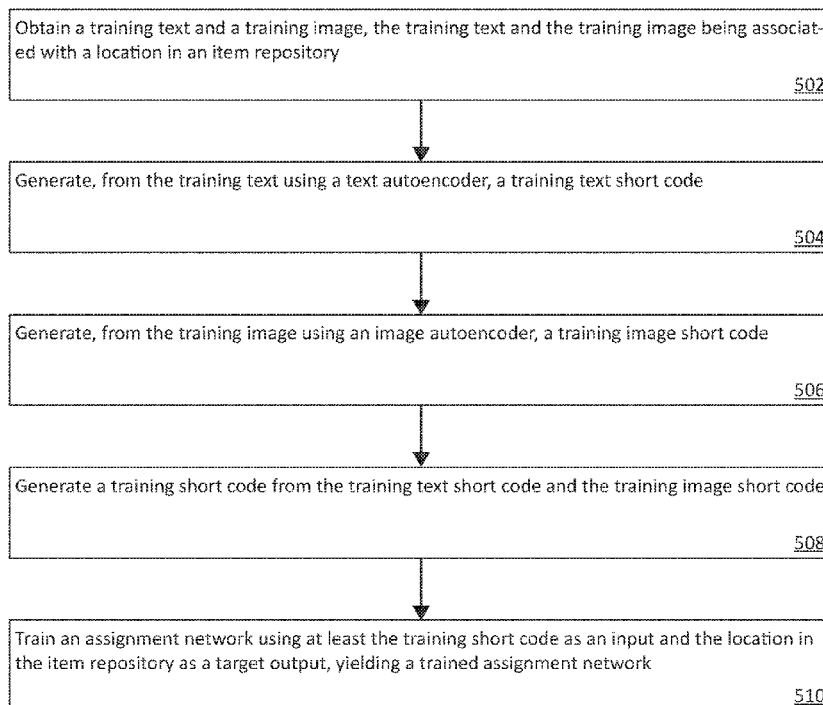 Obtain a training text and a training image, the training text and the training image being associat-
ed with a location in an item repository
502
Generate, from the training text using a text autoencoder, a training text short code
504
Generate, from the training image using an image autoencoder, a training image short code
506
Generate a training short code from the training text short code and the training image short code
508
Train an assignment network using at least the training short code as an input and the location in
the item repository as a target output, yielding a trained assignment network
510